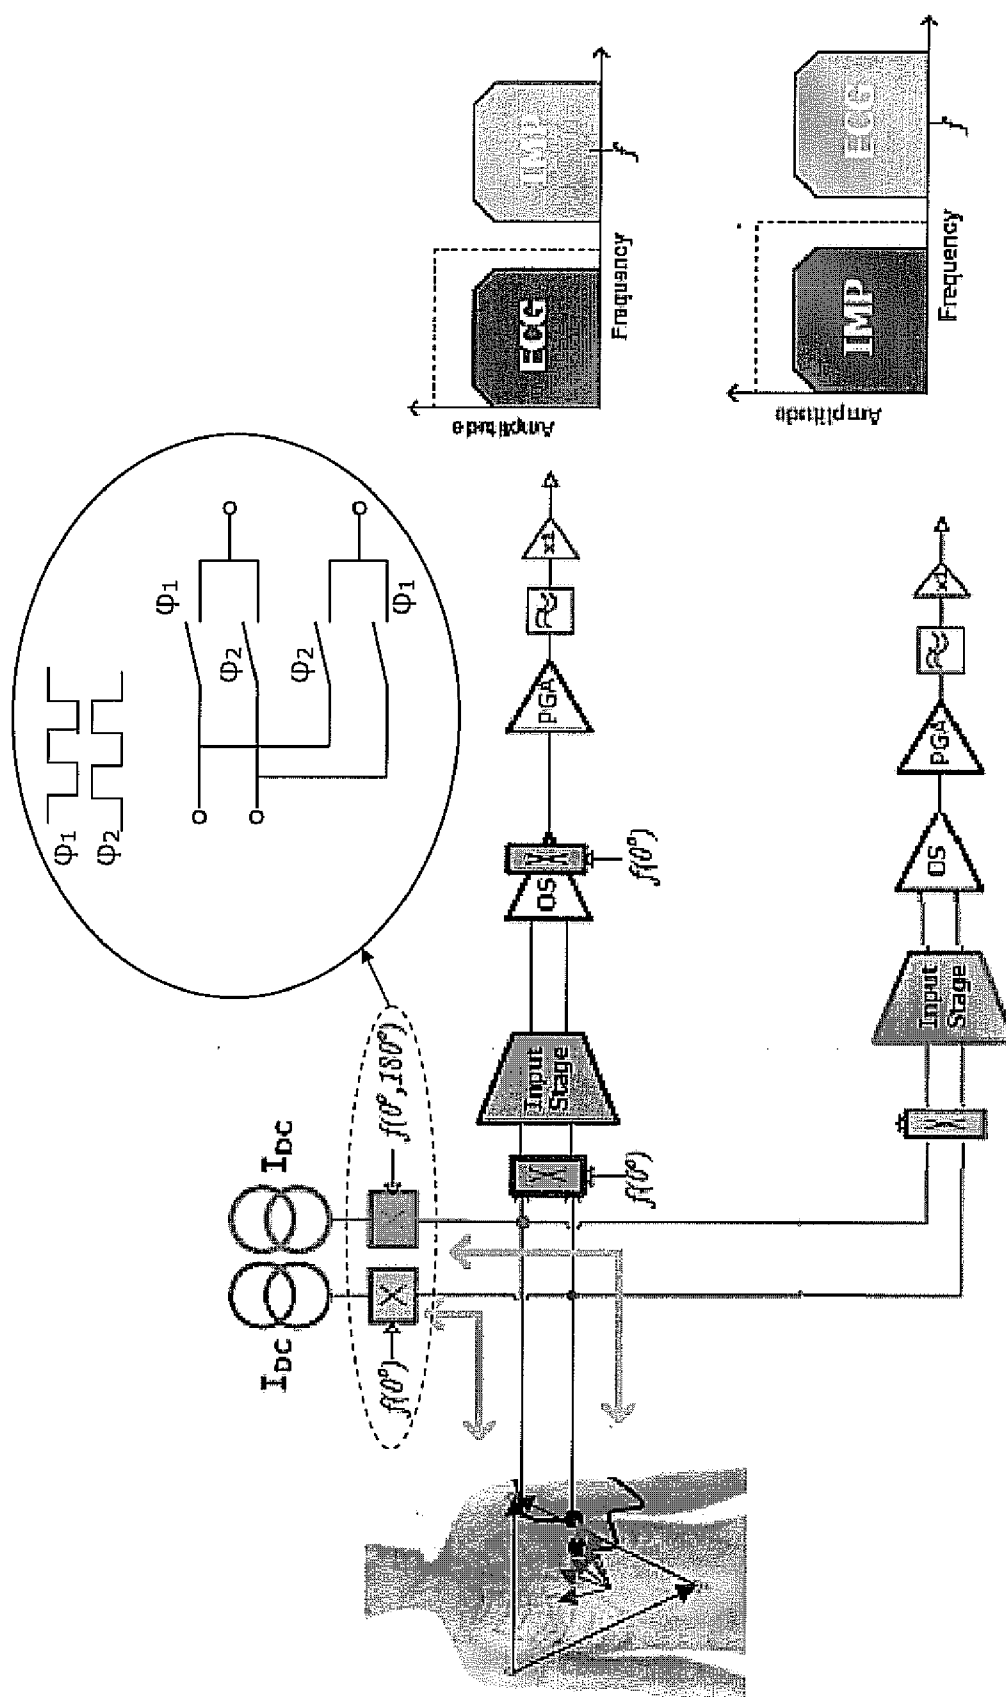 φ1
φ2
φ1
φ2
φ2
φ1
IDC
IDC
f(0°)
f(0°,180°)
f(0°)
Input
Stage
OS
f(0°)
PGA
x1
Input
Stage
OS
PGA
x1
Amplitude
ECG
IMP
f
Frequency
Amplitude
IMP
ECG
f
Frequency